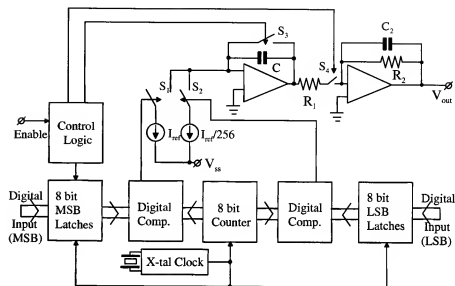 S3
C
C2
S4
R2
R1
Vout
S1
S2
Iref
Iref/256
Vss
Enable
Control
Logic
Digital
Input
(MSB)
8 bit
MSB
Latches
Digital
Comp.
8 bit
Counter
Digital
Comp.
8 bit
LSB
Latches
Digital
Input
(LSB)
X-tal Clock